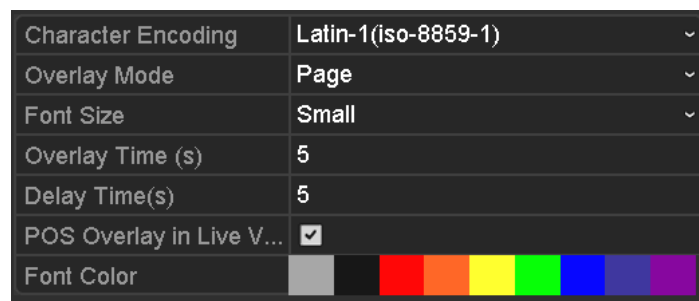 Character Encoding Latin-1(iso-8859-1)
Overlay Mode Page
Font Size Small
Overlay Time (s) 5
Delay Time(s) 5
POS Overlay in Live V...
Font Color